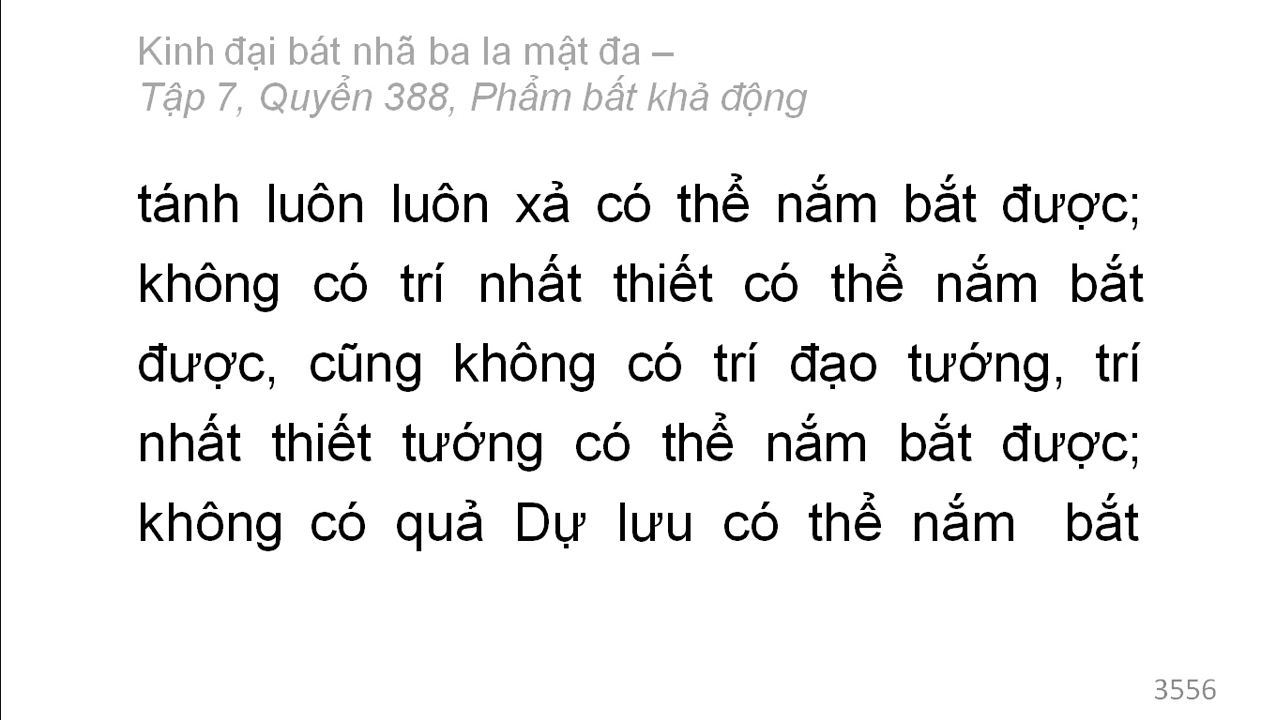 Kinh đại bát nhã ba la mật đa –
Tập 7, Quyển 388, Phẩm bất khả động
tánh luôn luôn xả có thể nắm bắt được;
không có trí nhất thiết có thể nắm bắt
được, cũng không có trí đạo tướng, trí
nhất thiết tướng có thể nắm bắt được;
không có quả Dự lưu có thể nắm bắt
3556